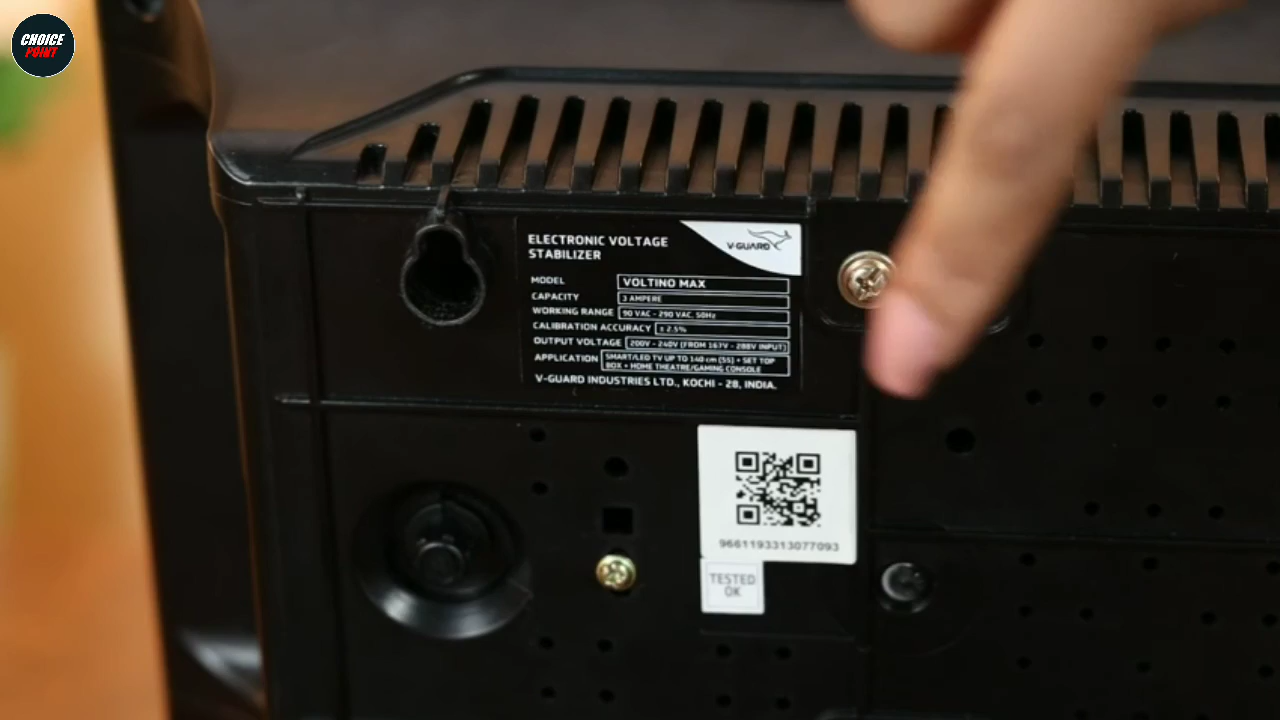 CHOICE
POINT
ELECTRONIC VOLTAGE
STABILIZER
V-GUARD
MODEL VOLTINO MAX
CAPACITY 3 AMPERE
WORKING RANGE 90 VAC - 290 VAC, 50Hz
CALIBRATION ACCURACY ± 2.5%
OUTPUT VOLTAGE 200V - 240V (FROM 167V - 288V INPUT)
APPLICATION SMART/LED TV UP TO 140 cm (55) + SET TOP
BOX + HOME THEATRE/GAMING CONSOLE
V-GUARD INDUSTRIES LTD., KOCHI - 28, INDIA.
9661193313077093
TESTED
OK